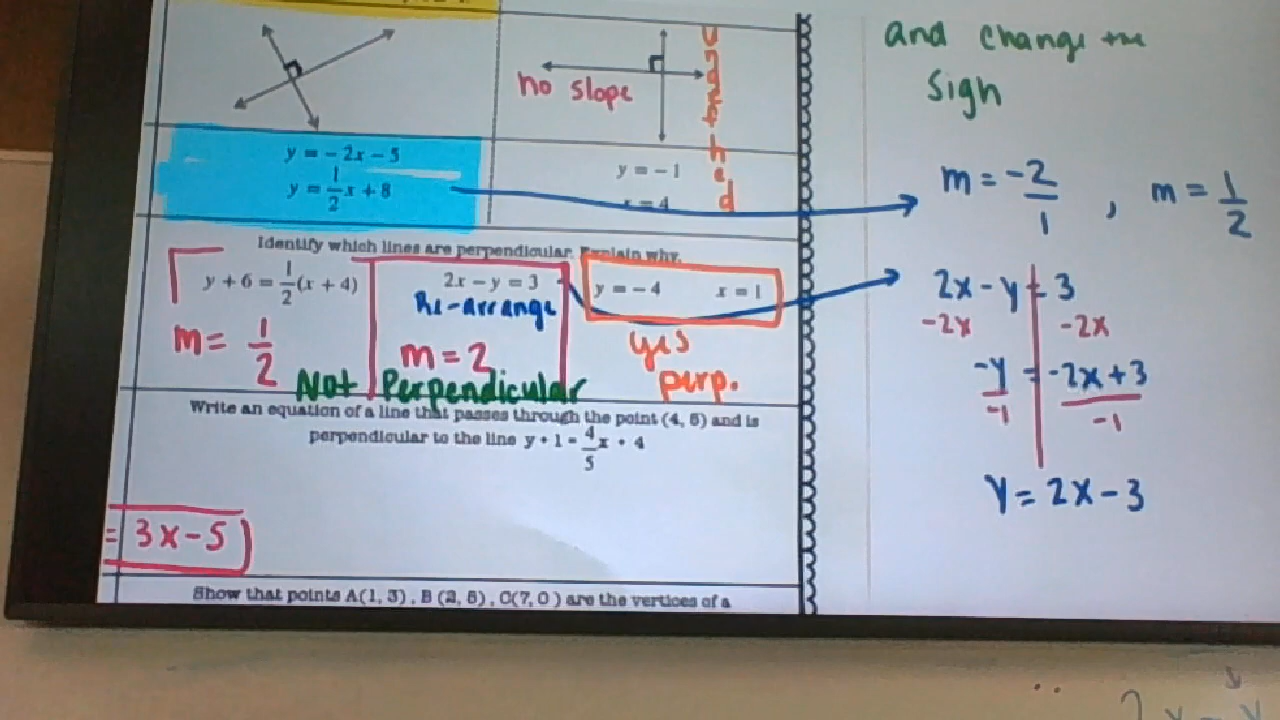 no slope
undefined
y = -2x - 5
y = 1/2 x + 8
y = -1
x = 4
Identify which lines are perpendicular. Explain why.
y + 6 = 1/2 (x + 4)
2x - y = 3
y = -4
x = 1
Re-arrange
m = 1/2
m = 2
yes
perp.
Not Perpendicular
Write an equation of a line that passes through the point (4, 5) and is
perpendicular to the line y + 1 = 4/5 x + 4
= 3x - 5
Show that points A(1, 3), B (2, 6), C(7, 0) are the vertices of a
and change the
sign
m = -2/1 , m = 1/2
2x - y = 3
-2x -2x
-y = -2x + 3
-1 -1
y = 2x - 3